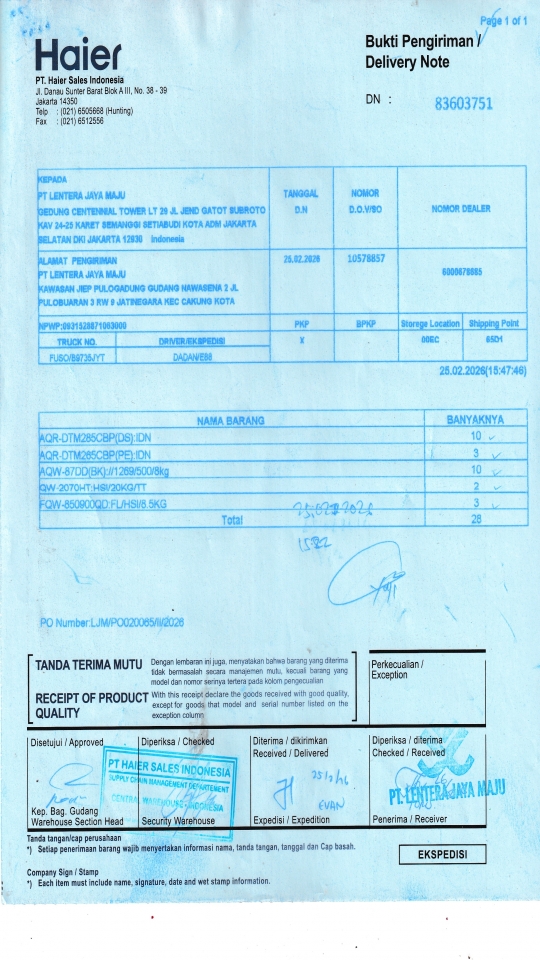 Page 1 of 1
Haier
PT. Haier Sales Indonesia
Jl. Danau Sunter Barat Blok A III, No. 38 - 39
Jakarta 14350
Telp : (021) 6505668 (Hunting)
Fax : (021) 6512556
Bukti Pengiriman /
Delivery Note
DN : 83603751
KEPADA
PT LENTERA JAYA MAJU
GEDUNG CENTENNIAL TOWER LT 29 JL JEND GATOT SUBROTO
KAV 24-25 KARET SEMANGGI SETIABUDI KOTA ADM JAKARTA
SELATAN DKI JAKARTA 12930 Indonesia
TANGGAL
D.N
NOMOR
D.O.V/SO
NOMOR DEALER
ALAMAT PENGIRIMAN
PT LENTERA JAYA MAJU
KAWASAN JIEP PULOGADUNG GUDANG NAWASENA 2 JL
PULOBUARAN 3 RW 9 JATINEGARA KEC CAKUNG KOTA
25.02.2026
10578857
NPWP:0931528871063000
PKP
BPKP
Storege Location
Shipping Point
TRUCK NO.
DRIVER/EKSPEDISI
X
65D1
FUSO/B9735JYT
DADAN/EB8
25.02.2026(15:47:46)
NAMA BARANG
BANYAKNYA
AQR-DTM285CBP(DS):IDN
10
AQR-DTM265CBP(PE):IDN
3
AQW-87DD(BK)://1269/500/8kg
10
QW-2070HT:HSI/20KG/TT
2
FQW-850900QD:FL/HSI/8.5KG
3
Total
28
PO Number:LJM/PO020065/II/2026
TANDA TERIMA MUTU
Dengan lembaran ini juga, menyatakan bahwa barang yang diterima
tidak bermasalah secara manajemen mutu, kecuali barang yang
model dan nomor serinya tertera pada kolom pengecualian
RECEIPT OF PRODUCT
QUALITY
With this receipt declare the goods received with good quality,
except for goods that model and serial number listed on the
exception column
Perkecualian /
Exception
Disetujui / Approved
Diperiksa / Checked
Diterima / dikirimkan
Received / Delivered
Diperiksa / diterima
Checked / Received
PT HAIER SALES INDONESIA
SUPPLY CHAIN MANAGEMENT DEPARTEMENT
CENTRAL WAREHOUSE - INDONESIA
EVAN
PT. LENTERA JAYA MAJU
Kep. Bag. Gudang
Warehouse Section Head
Security Warehouse
Expedisi / Expedition
Penerima / Receiver
Tanda tangan/cap perusahaan
*) Setiap penerimaan barang wajib menyertakan informasi nama, tanda tangan, tanggal dan Cap basah.
EKSPEDISI
Company Sign / Stamp
*) Each item must include name, signature, date and wet stamp information.